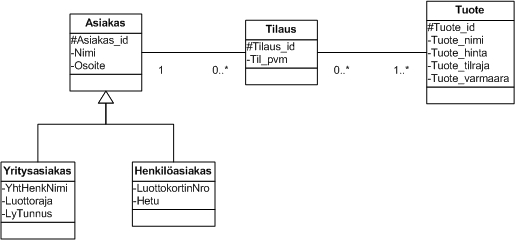 Asiakas
#Asiakas_id
-Nimi
-Osoite
1
0..*
Tilaus
#Tilaus_id
-Til_pvm
0..*
1..*
Tuote
#Tuote_id
-Tuote_nimi
-Tuote_hinta
-Tuote_tilraja
-Tuote_varmaara
Yritysasiakas
-YhtHenkNimi
-Luottoraja
-LyTunnus
Henkilöasiakas
-LuottokortinNro
-Hetu